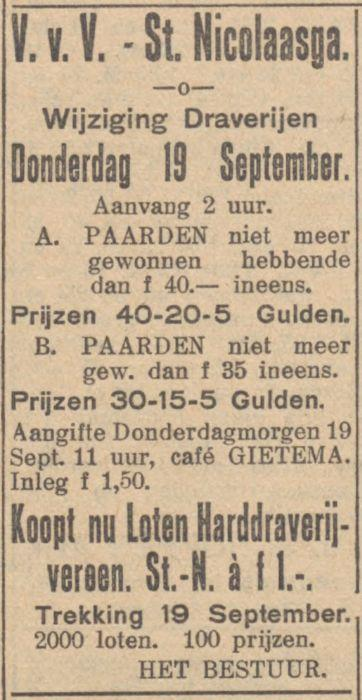 V. v. V. - St. Nicolaasga.
—o—
Wijziging Draverijen
Donderdag 19 September.
Aanvang 2 uur.
A. PAARDEN niet meer
gewonnen hebbende
dan f 40.— ineens.
Prijzen 40-20-5 Gulden.
B. PAARDEN niet meer
gew. dan f 35 ineens.
Prijzen 30-15-5 Gulden.
Aangifte Donderdagmorgen 19
Sept. 11 uur, café GIETEMA.
Inleg f 1,50.
Koopt nu Loten Harddraverij-
vereen. St.-N. à f 1.-.
Trekking 19 September.
2000 loten. 100 prijzen.
HET BESTUUR.